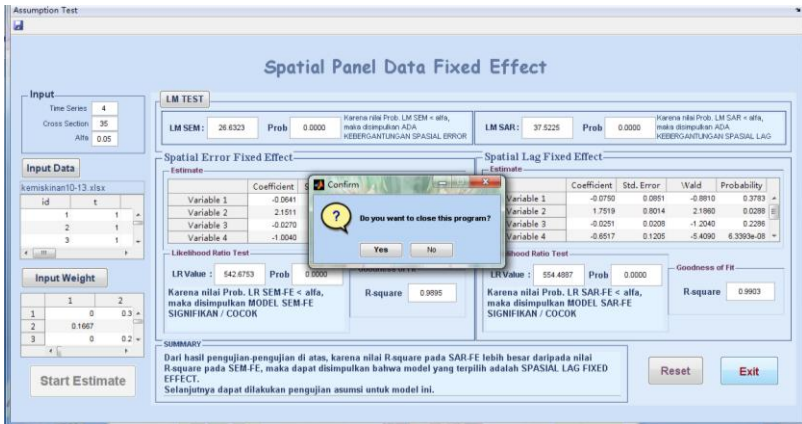 Assumption Test
Spatial Panel Data Fixed Effect
Input
Time Series 4
Cross Section 35
Alfa 0.05
Input Data
kemiskinan10-13.xlsx
id t
1 1
2 1
3 1
Input Weight
1 2
1 0 0.3
2 0.1667
3 0 0.2
Start Estimate
LM TEST
LM SEM : 26.6323 Prob 0.0000
Karena nilai Prob. LM SEM < alfa,
maka disimpulkan ADA
KEBERGANTUNGAN SPASIAL ERROR
LM SAR : 37.5225 Prob 0.0000
Karena nilai Prob. LM SAR < alfa,
maka disimpulkan ADA
KEBERGANTUNGAN SPASIAL LAG
Spatial Error Fixed Effect
Estimate
Coefficient
Variable 1 -0.0641
Variable 2 2.1511
Variable 3 -0.0270
Variable 4 -1.0040
Likelihood Ratio Test
LR Value : 542.6753 Prob 0.0000
Karena nilai Prob. LR SEM-FE < alfa,
maka disimpulkan MODEL SEM-FE
SIGNIFIKAN / COCOK
Goodness of Fit
R-square 0.9895
Confirm
Do you want to close this program?
Yes No
Spatial Lag Fixed Effect
Estimate
Coefficient Std. Error Wald Probability
Variable 1 -0.0750 0.0851 -0.8810 0.3783
Variable 2 1.7519 0.8014 2.1860 0.0288
Variable 3 -0.0251 0.0208 -1.2040 0.2286
Variable 4 -0.6517 0.1205 -5.4090 6.3393e-08
Likelihood Ratio Test
LR Value : 554.4887 Prob 0.0000
Karena nilai Prob. LR SAR-FE < alfa,
maka disimpulkan MODEL SAR-FE
SIGNIFIKAN / COCOK
Goodness of Fit
R-square 0.9903
SUMMARY
Dari hasil pengujian-pengujian di atas, karena nilai R-square pada SAR-FE lebih besar daripada nilai
R-square pada SEM-FE, maka dapat disimpulkan bahwa model yang terpilih adalah SPASIAL LAG FIXED
EFFECT.
Selanjutnya dapat dilakukan pengujian asumsi untuk model ini.
Reset
Exit